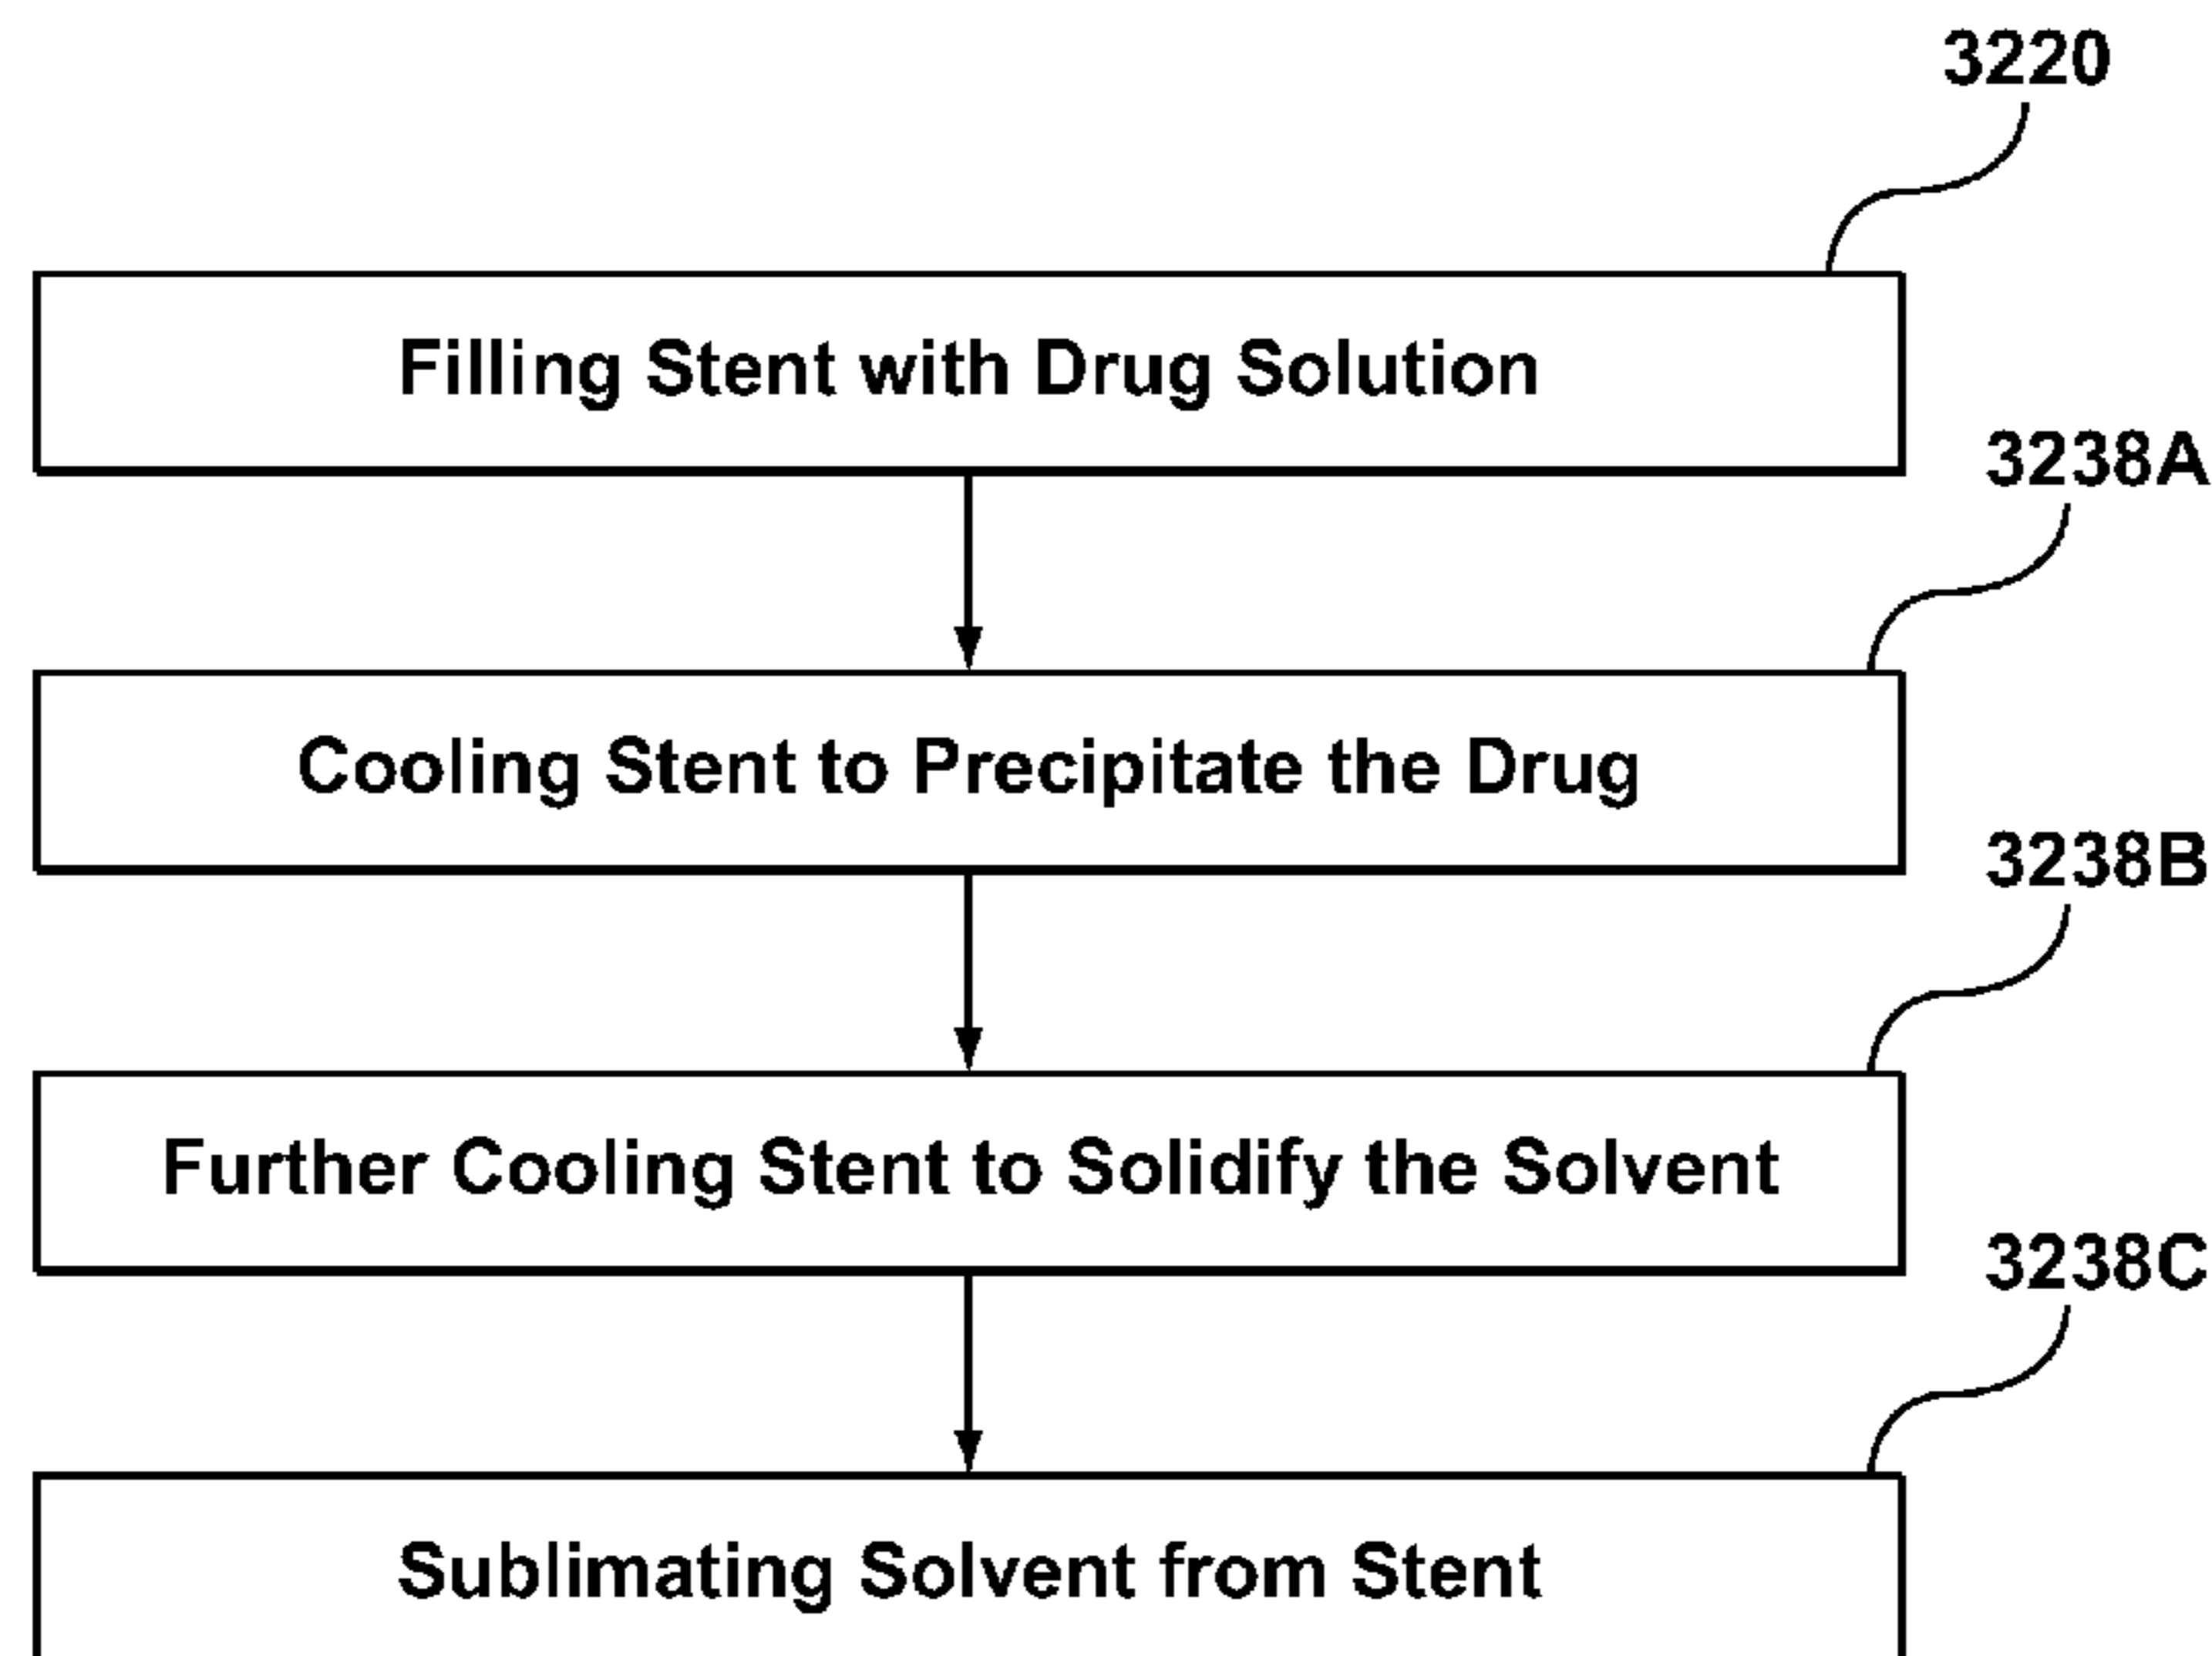 3220
Filling Stent with Drug Solution
3238A
Cooling Stent to Precipitate the Drug
3238B
Further Cooling Stent to Solidify the Solvent
3238C
Sublimating Solvent from Stent